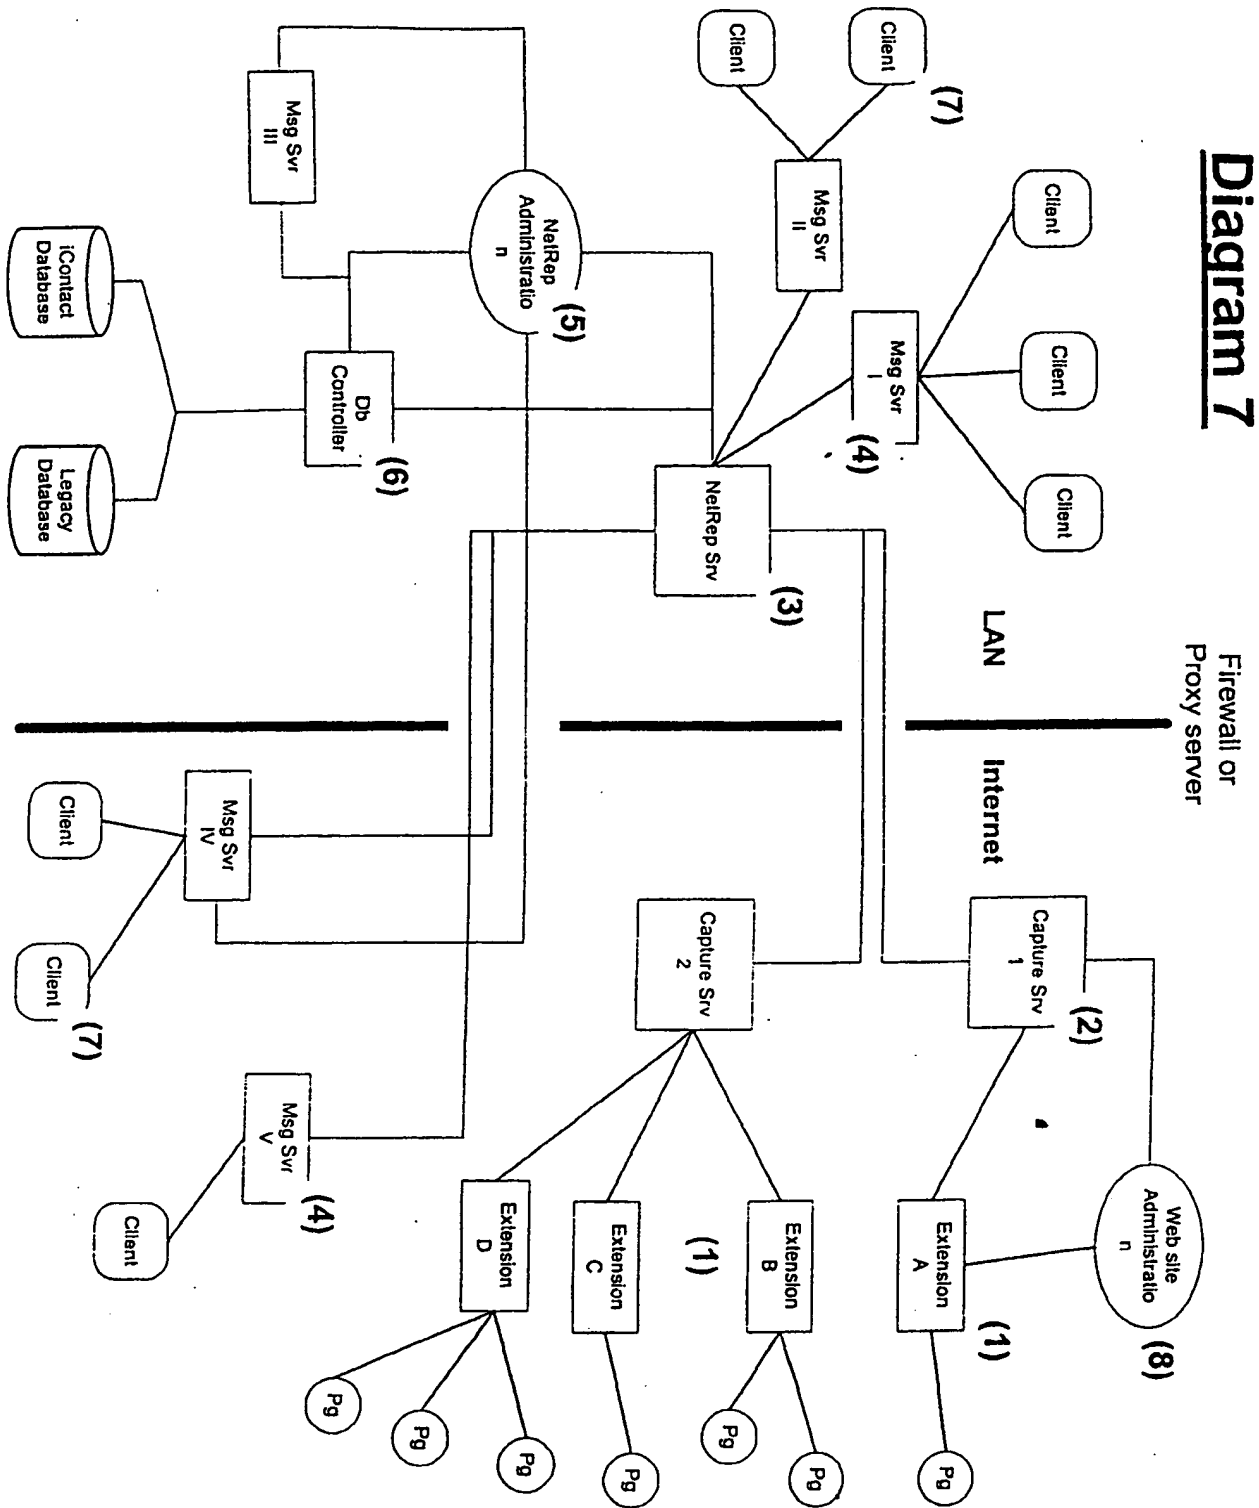 Diagram 7
Firewall or
Proxy server
LAN
Internet
Client
Client
(7)
Client
Client
Client
Msg Svr
II
Msg Svr
I
(4)
Msg Svr
III
NetRep
Administratio
n
(5)
Db
Controller
(6)
iContact
Database
Legacy
Database
NetRep Srv
(3)
Capture Srv
1
(2)
Web site
Administratio
n
(8)
Extension
A
(1)
Pg
Capture Srv
2
Extension
B
(1)
Pg
Pg
Extension
C
Pg
Extension
D
Pg
Pg
Pg
Msg Svr
IV
Client
Client
(7)
Msg Svr
V
(4)
Client